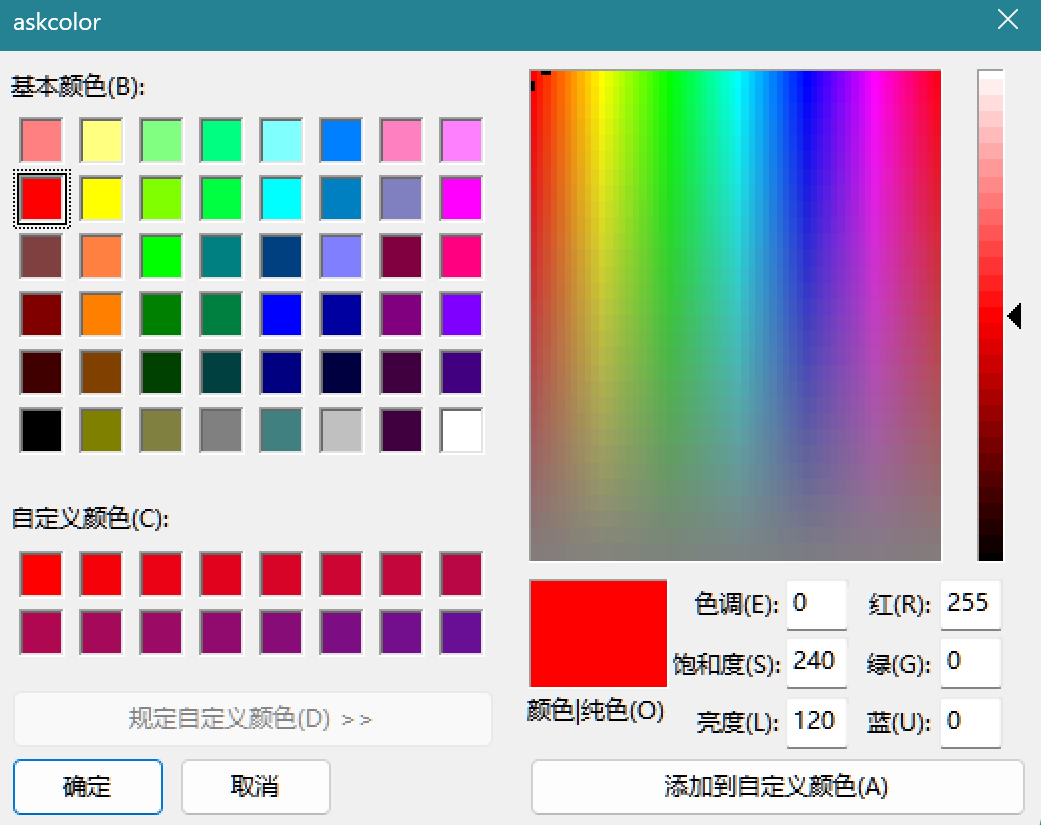 askcolor
基本颜色(B):
自定义颜色(C):
规定自定义颜色(D) >>
确定
取消
颜色|纯色(O)
色调(E): 0
红(R): 255
饱和度(S): 240
绿(G): 0
亮度(L): 120
蓝(U): 0
添加到自定义颜色(A)